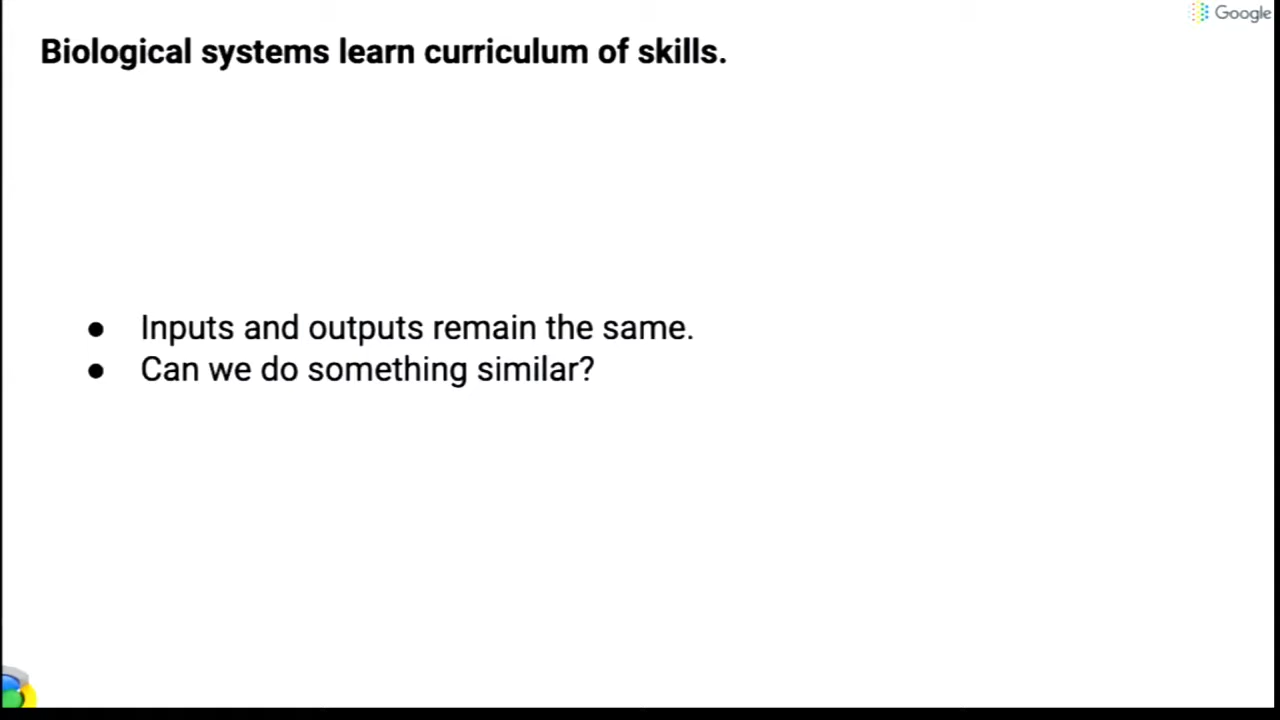 Google
Biological systems learn curriculum of skills.
● Inputs and outputs remain the same.
● Can we do something similar?